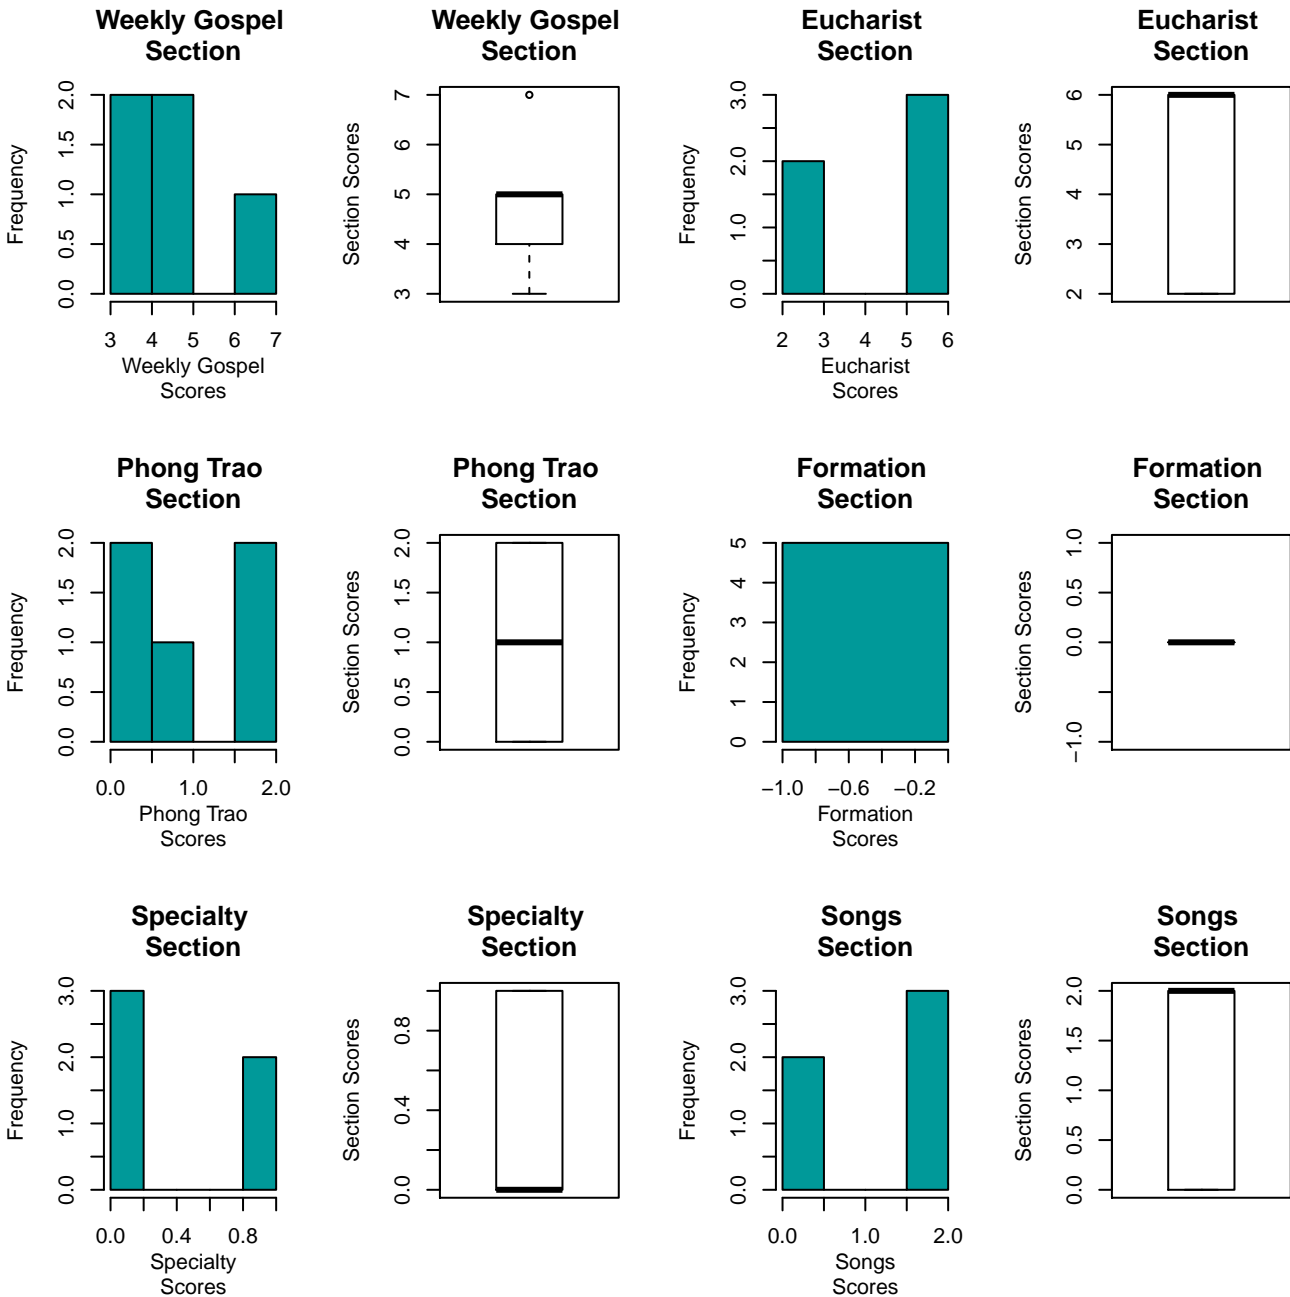 Weekly Gospel
Section
Frequency
0.0 0.5 1.0 1.5 2.0
3 4 5 6 7
Weekly Gospel
Scores
Weekly Gospel
Section
Section Scores
3 4 5 6 7
Eucharist
Section
Frequency
0.0 1.0 2.0 3.0
2 3 4 5 6
Eucharist
Scores
Eucharist
Section
Section Scores
2 3 4 5 6
Phong Trao
Section
Frequency
0.0 0.5 1.0 1.5 2.0
0.0 1.0 2.0
Phong Trao
Scores
Phong Trao
Section
Section Scores
0.0 0.5 1.0 1.5 2.0
Formation
Section
Frequency
0 1 2 3 4 5
−1.0 −0.6 −0.2
Formation
Scores
Formation
Section
Section Scores
−1.0 0.0 0.5 1.0
Specialty
Section
Frequency
0.0 1.0 2.0 3.0
0.0 0.4 0.8
Specialty
Scores
Specialty
Section
Section Scores
0.0 0.4 0.8
Songs
Section
Frequency
0.0 1.0 2.0 3.0
0.0 1.0 2.0
Songs
Scores
Songs
Section
Section Scores
0.0 0.5 1.0 1.5 2.0